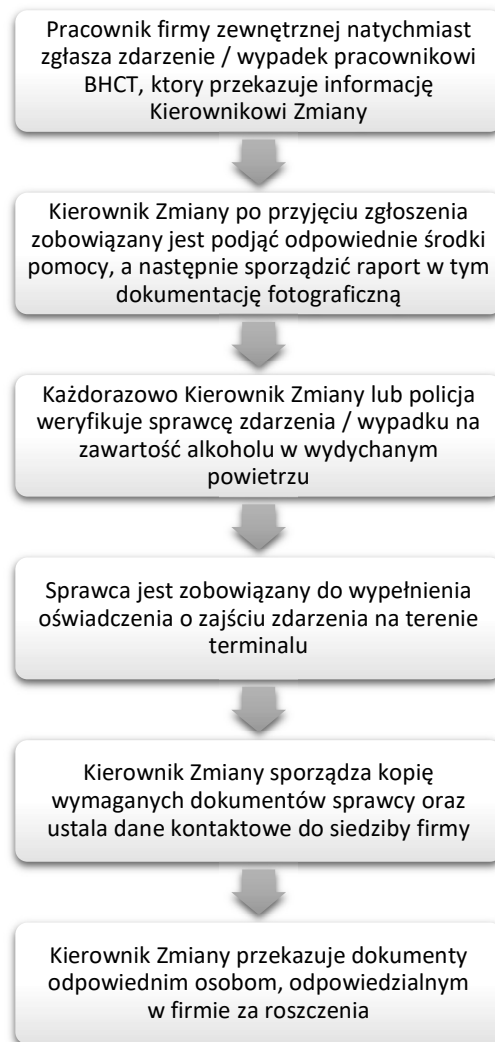 Pracownik firmy zewnętrznej natychmiast
zgłasza zdarzenie / wypadek pracownikowi
BHCT, ktory przekazuje informację
Kierownikowi Zmiany
Kierownik Zmiany po przyjęciu zgłoszenia
zobowiązany jest podjąć odpowiednie środki
pomocy, a następnie sporządzić raport w tym
dokumentację fotograficzną
Każdorazowo Kierownik Zmiany lub policja
weryfikuje sprawcę zdarzenia / wypadku na
zawartość alkoholu w wydychanym
powietrzu
Sprawca jest zobowiązany do wypełnienia
oświadczenia o zajściu zdarzenia na terenie
terminalu
Kierownik Zmiany sporządza kopię
wymaganych dokumentów sprawcy oraz
ustala dane kontaktowe do siedziby firmy
Kierownik Zmiany przekazuje dokumenty
odpowiednim osobom, odpowiedzialnym
w firmie za roszczenia